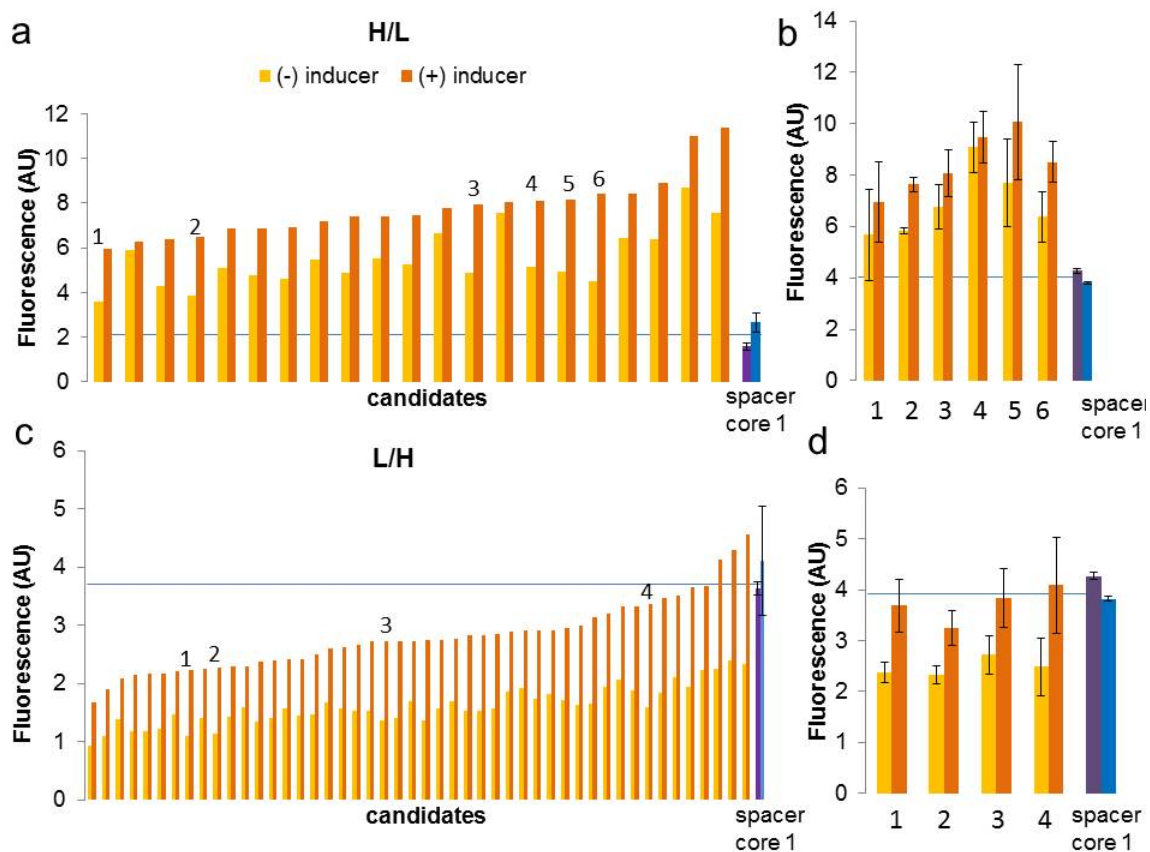 a
H/L
(-) inducer
(+) inducer
Fluorescence (AU)
12
10
8
6
4
2
0
1
2
3
4
5
6
candidates
spacer
core 1
b
Fluorescence (AU)
14
12
10
8
6
4
2
0
1 2 3 4 5 6
spacer
core 1
c
L/H
Fluorescence (AU)
6
5
4
3
2
1
0
1
2
3
4
candidates
spacer
core 1
d
Fluorescence (AU)
6
5
4
3
2
1
0
1 2 3 4
spacer
core 1